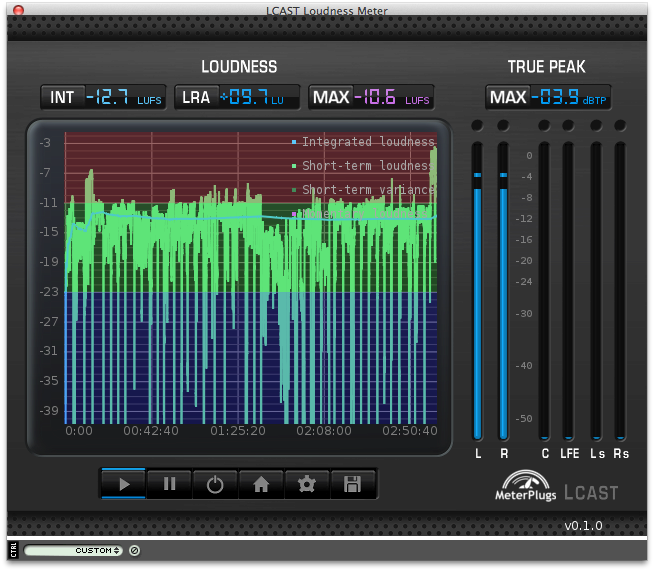 LCAST Loudness Meter
LOUDNESS
TRUE PEAK
INT -12.7 LUFS LRA +09.7 LU MAX -10.6 LUFS MAX -03.9 dBTP
-3
-7
-11
-15
-19
-23
-27
-31
-35
-39
Integrated loudness
Short-term loudness
Short-term variance
0:00 00:42:40 01:25:20 02:08:00 02:50:40
0
-4
-8
-12
-16
-20
-24
-30
-40
-50
L R C LFE Ls Rs
MeterPlugs LCAST
v0.1.0
CTRL CUSTOM